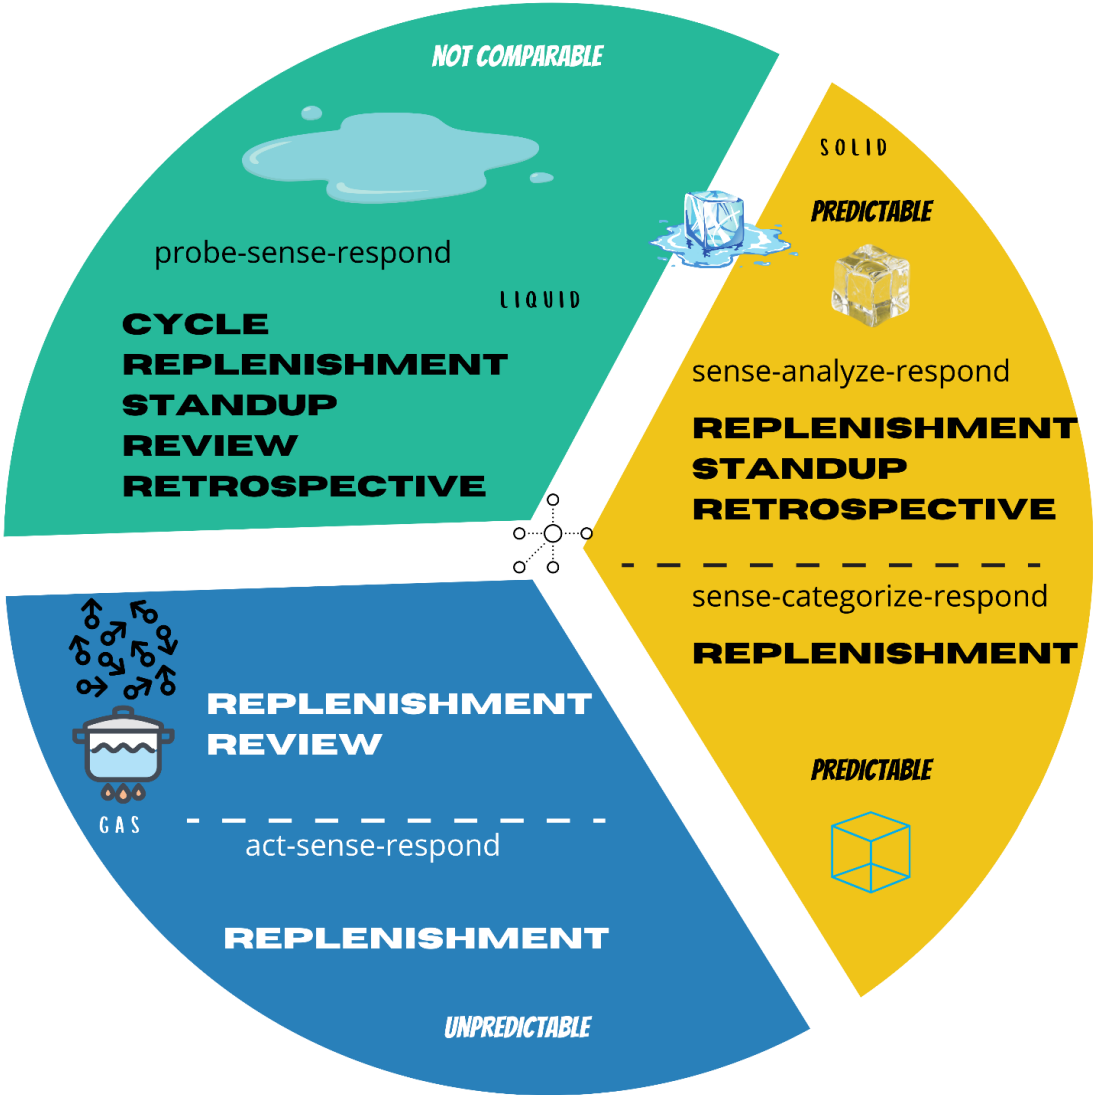 NOT COMPARABLE
probe-sense-respond
LIQUID
CYCLE
REPLENISHMENT
STANDUP
REVIEW
RETROSPECTIVE
SOLID
PREDICTABLE
sense-analyze-respond
REPLENISHMENT
STANDUP
RETROSPECTIVE
sense-categorize-respond
REPLENISHMENT
PREDICTABLE
REPLENISHMENT
REVIEW
GAS
act-sense-respond
REPLENISHMENT
UNPREDICTABLE